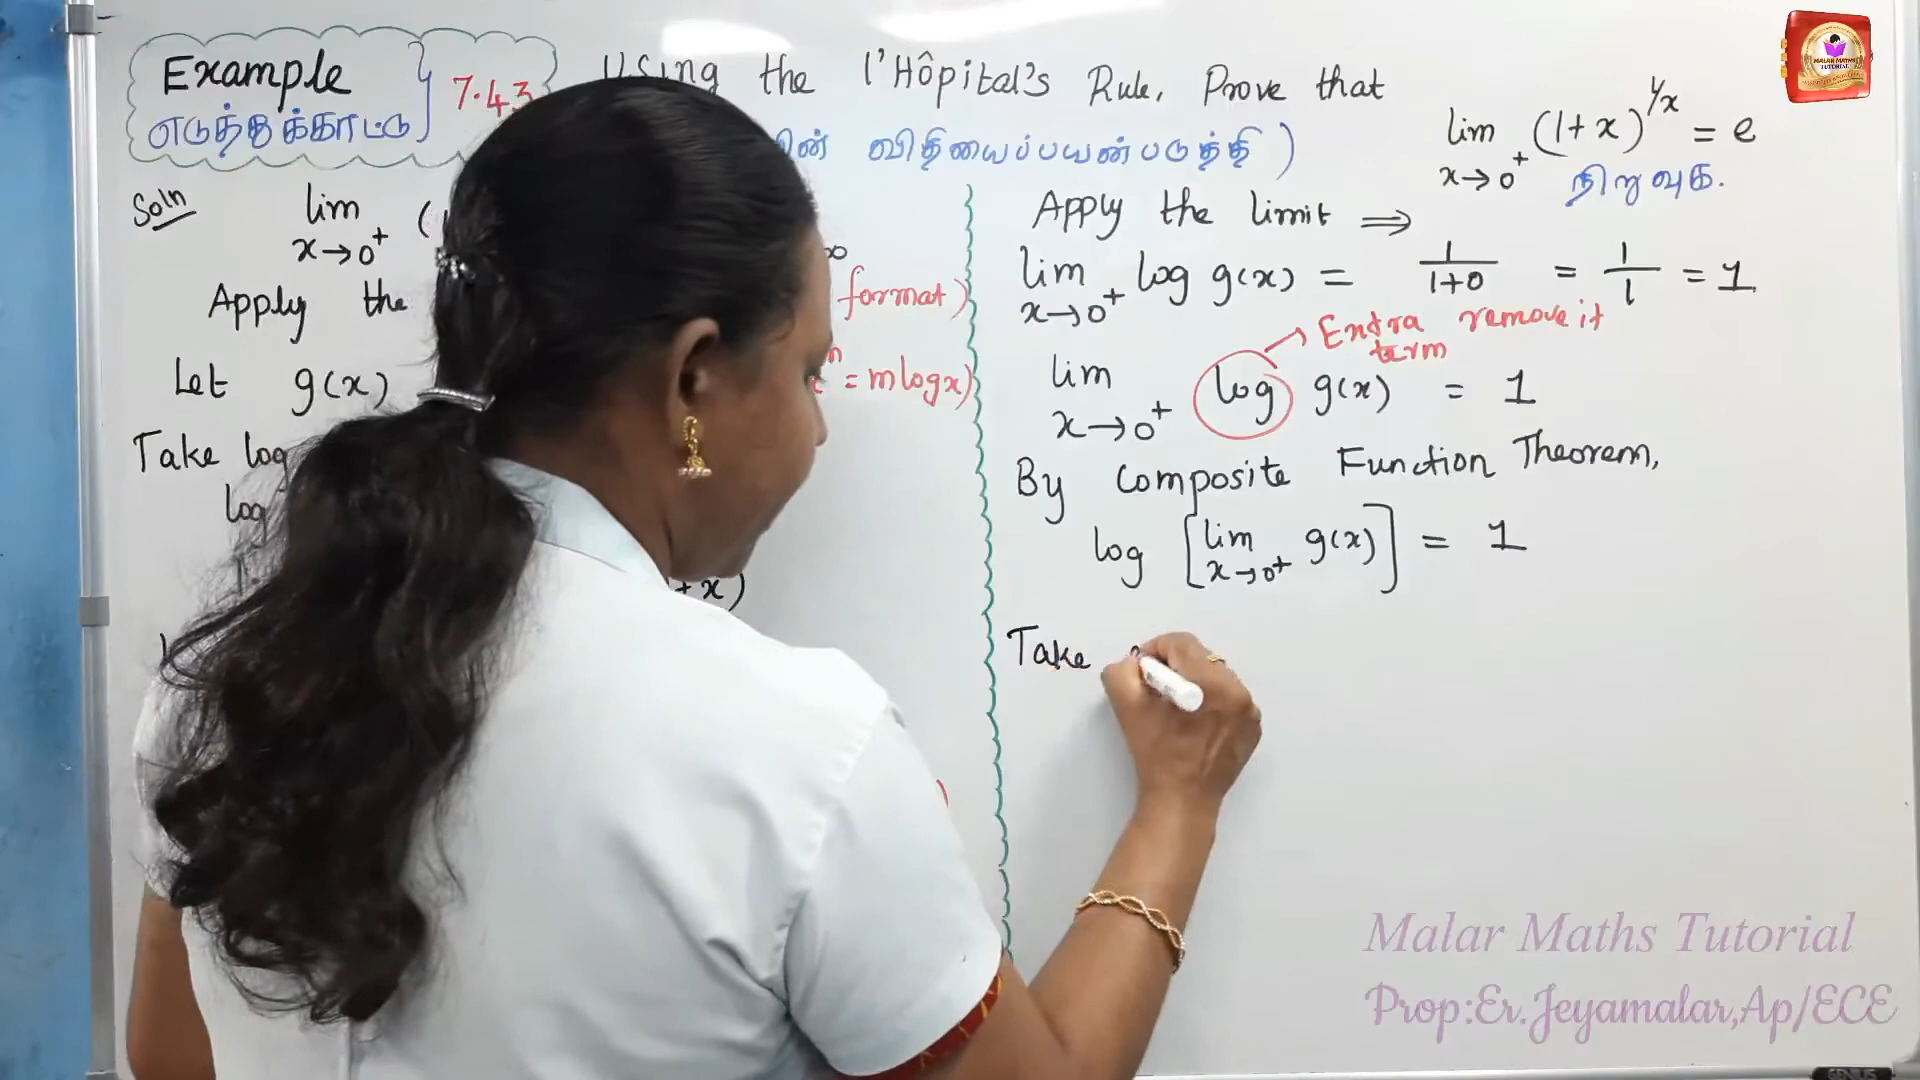 Example
எடுத்துக்காட்டு
7.43
Using the l'Hôpital's Rule, Prove that
lim (1+x)^1/x = e
x→0+
ின் விதியைப்பயன்படுத்தி )
நிறுவுக.
Soln
lim (
x→0+
∞
Apply the
format)
Let g(x)
= mlogx)
Take log
log
+x)
Apply the limit ⇒
lim log g(x) = 1/1+0 = 1/1 = 1
x→0+
Extra term remove it
lim log g(x) = 1
x→0+
By Composite Function Theorem,
log [lim g(x)] = 1
x→0+
Take
MALAR MATHS
TUTORIAL
Malar Maths Tutorial
Prop:Er.Jeyamalar,Ap/ECE